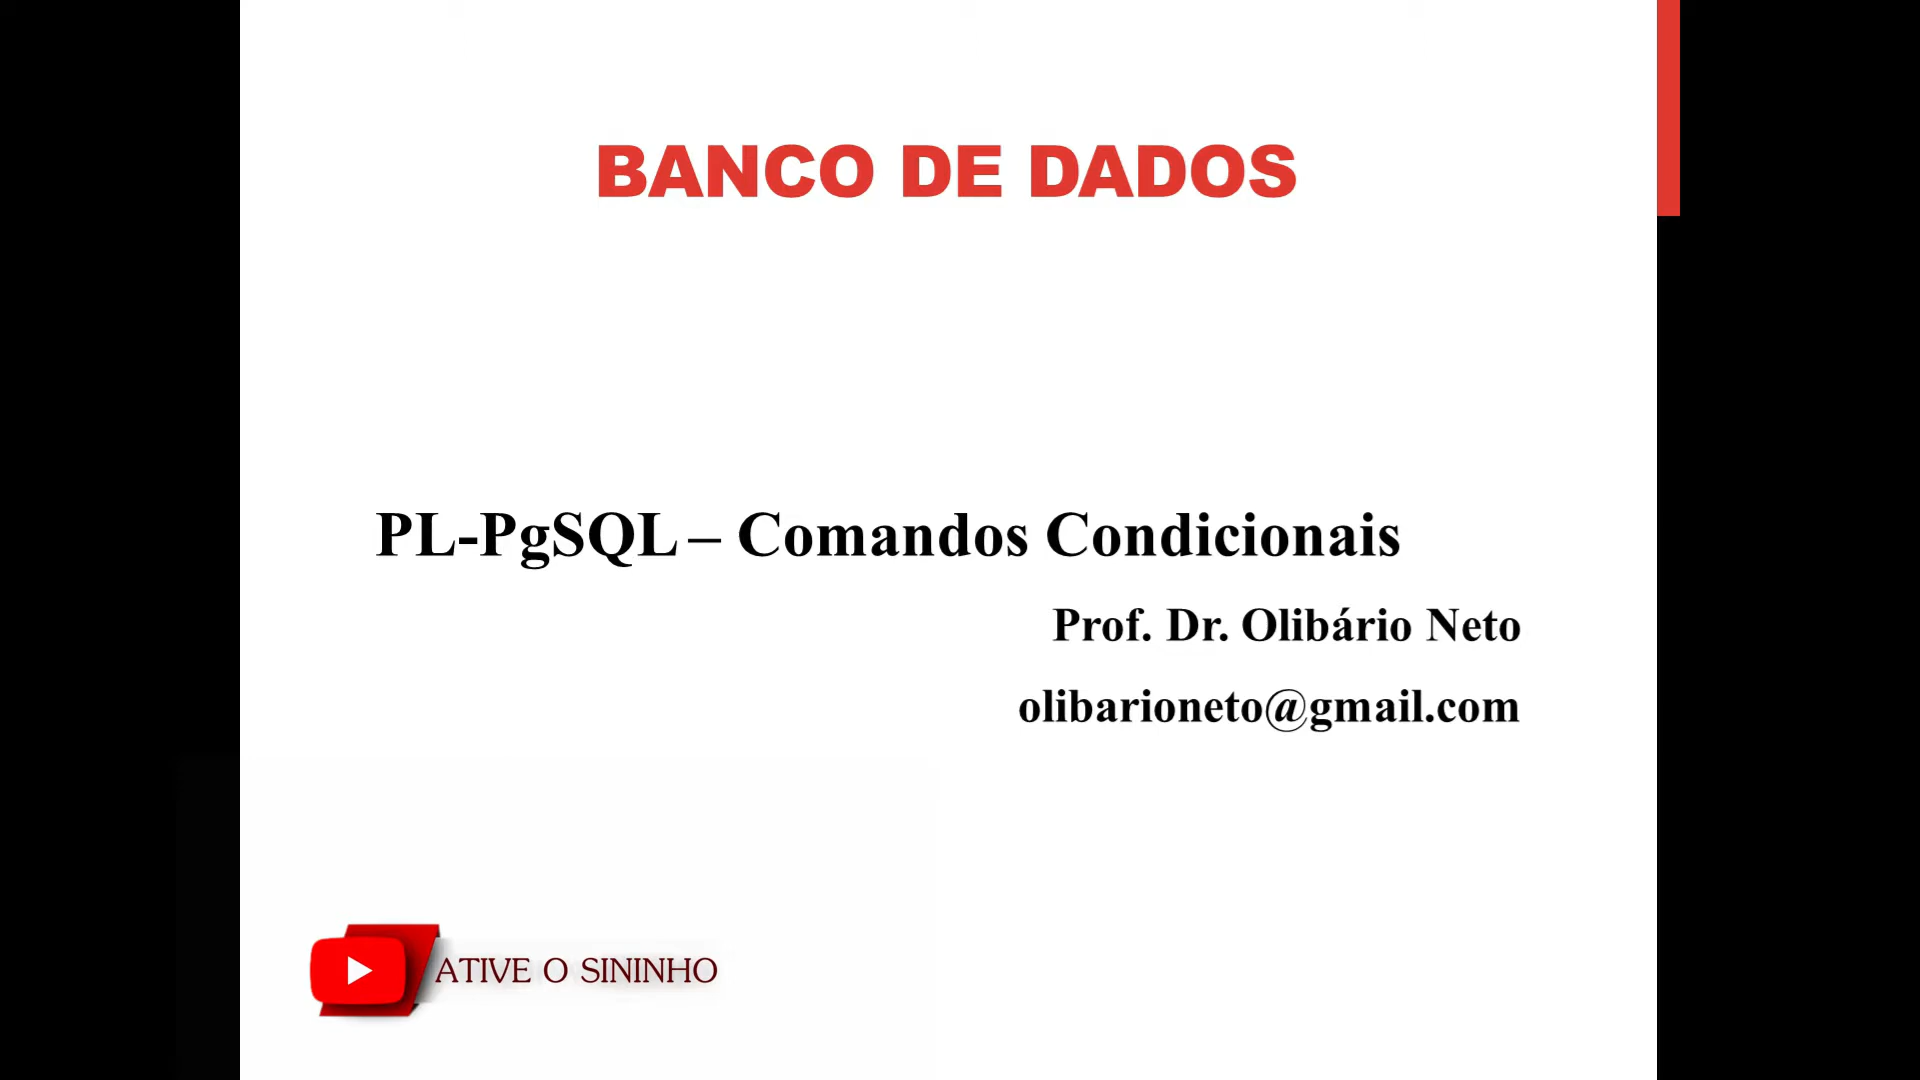 BANCO DE DADOS
PL-PgSQL – Comandos Condicionais
Prof. Dr. Olibário Neto
olibarioneto@gmail.com
ATIVE O SININHO